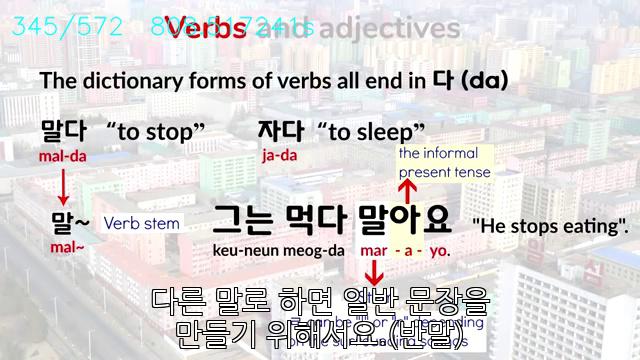 345/572
Verbs and adjectives
The dictionary forms of verbs all end in 다 (da)
말다 “to stop” 자다 “to sleep”
mal-da ja-da
the informal
present tense
말~ Verb stem 그는 먹다 말아요 "He stops eating".
mal~ keu-neun meog-da mar - a - yo.
다른 말로 하면 일반 문장을
만들기 위해서요 (반말)